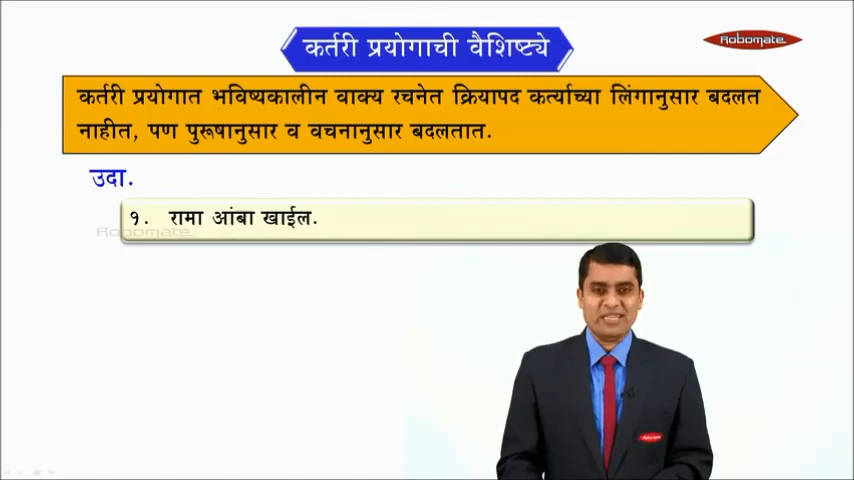 कर्तरी प्रयोगाची वैशिष्ट्ये
Robomate
कर्तरी प्रयोगात भविष्यकालीन वाक्य रचनेत क्रियापद कर्त्याच्या लिंगानुसार बदलत
नाहीत, पण पुरूषानुसार व वचनानुसार बदलतात.
उदा.
१. रामा आंबा खाईल.
Robomate
Robomate